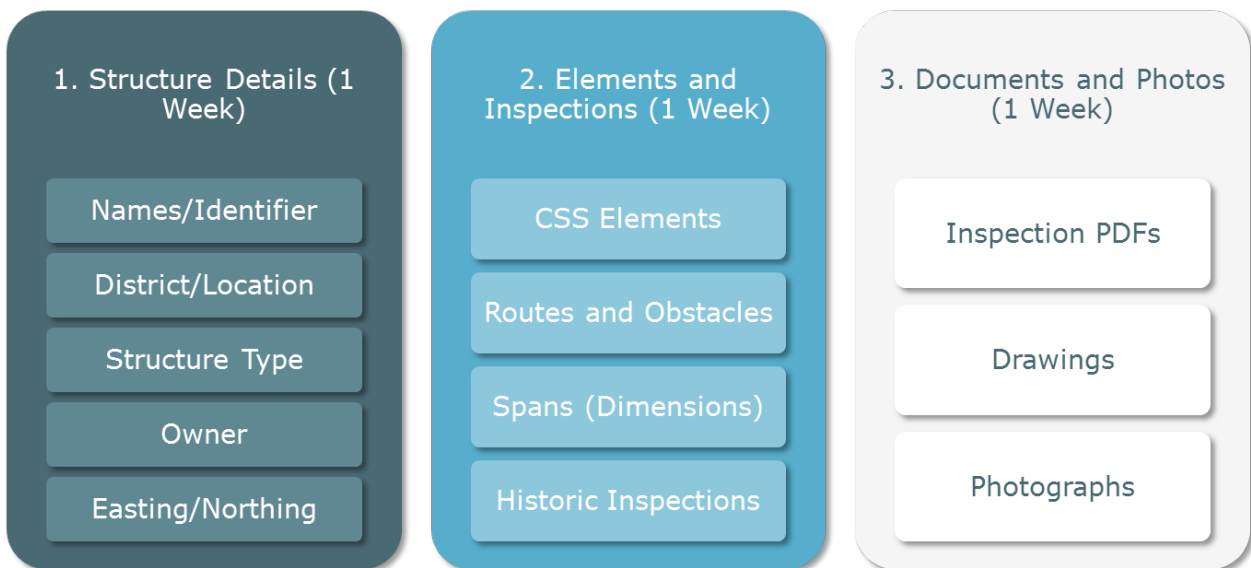 1. Structure Details (1
Week)
Names/Identifier
District/Location
Structure Type
Owner
Easting/Northing
2. Elements and
Inspections (1 Week)
CSS Elements
Routes and Obstacles
Spans (Dimensions)
Historic Inspections
3. Documents and Photos
(1 Week)
Inspection PDFs
Drawings
Photographs